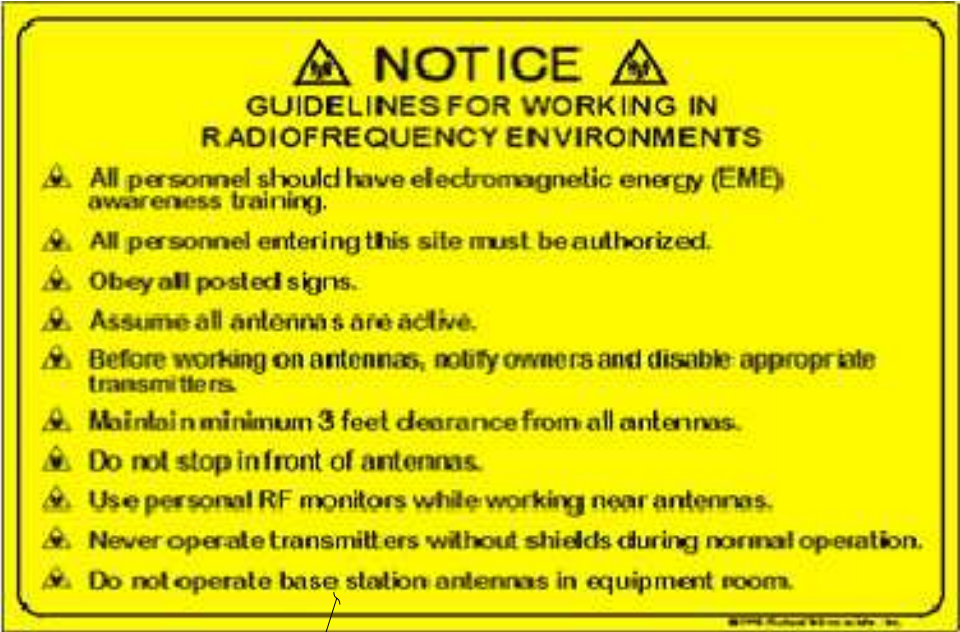 NOTICE
GUIDELINES FOR WORKING IN
RADIOFREQUENCY ENVIRONMENTS
All personnel should have electromagnetic energy (EME)
awareness training.
All personnel entering this site must be authorized.
Obey all posted signs.
Assume all antennas are active.
Before working on antennas, notify owners and disable appropriate
transmitters.
Maintain minimum 3 feet clearance from all antennas.
Do not stop in front of antennas.
Use personal RF monitors while working near antennas.
Never operate transmitters without shields during normal operation.
Do not operate base station antennas in equipment room.